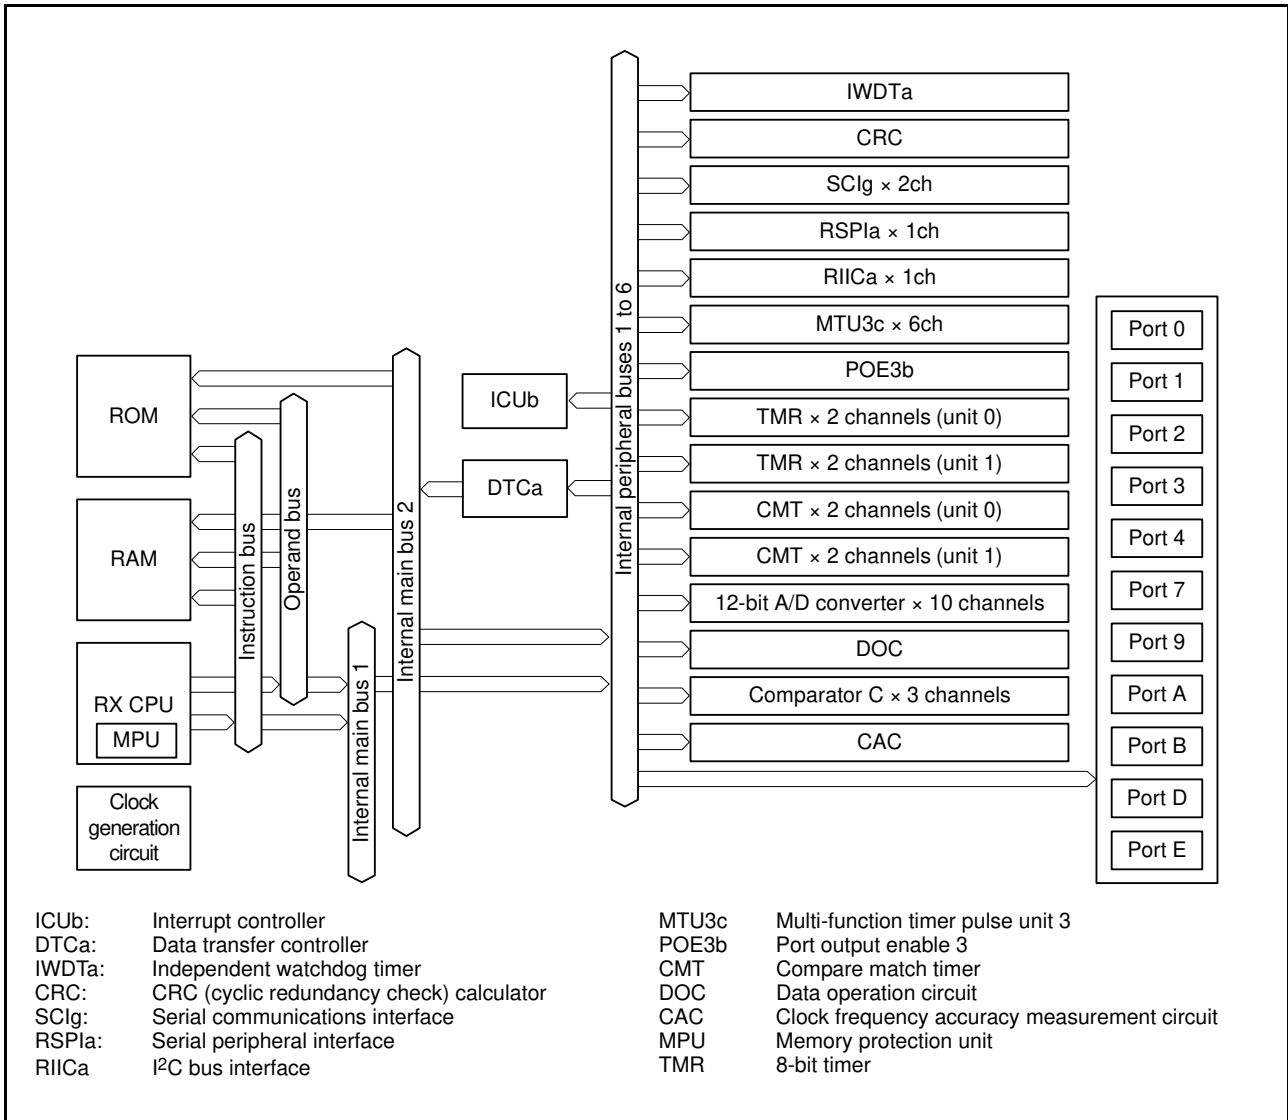 IWDTa
CRC
SCIg × 2ch
RSPIa × 1ch
RIICa × 1ch
MTU3c × 6ch
POE3b
TMR × 2 channels (unit 0)
TMR × 2 channels (unit 1)
CMT × 2 channels (unit 0)
CMT × 2 channels (unit 1)
12-bit A/D converter × 10 channels
DOC
Comparator C × 3 channels
CAC
Port 0
Port 1
Port 2
Port 3
Port 4
Port 7
Port 9
Port A
Port B
Port D
Port E
Internal peripheral buses 1 to 6
ICUb
DTCa
Internal main bus 2
Internal main bus 1
Operand bus
Instruction bus
ROM
RAM
RX CPU
MPU
Clock
generation
circuit
ICUb: Interrupt controller
DTCa: Data transfer controller
IWDTa: Independent watchdog timer
CRC: CRC (cyclic redundancy check) calculator
SCIg: Serial communications interface
RSPIa: Serial peripheral interface
RIICa I²C bus interface
MTU3c Multi-function timer pulse unit 3
POE3b Port output enable 3
CMT Compare match timer
DOC Data operation circuit
CAC Clock frequency accuracy measurement circuit
MPU Memory protection unit
TMR 8-bit timer